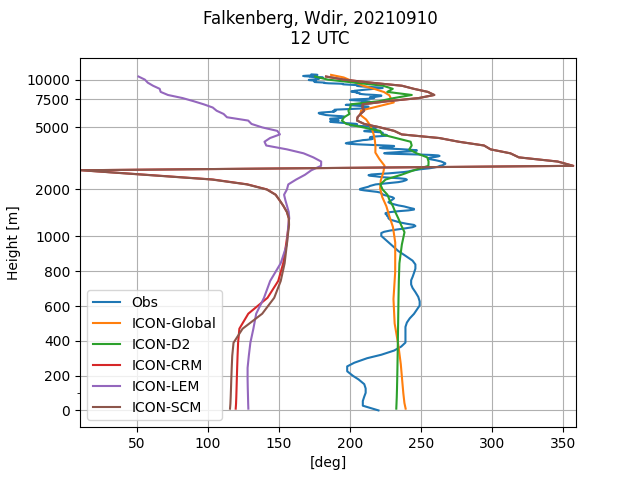 Falkenberg, Wdir, 20210910
12 UTC
Height [m]
10000
7500
5000
2000
1000
800
600
400
200
0
Obs
ICON-Global
ICON-D2
ICON-CRM
ICON-LEM
ICON-SCM
50
100
150
200
250
300
350
[deg]